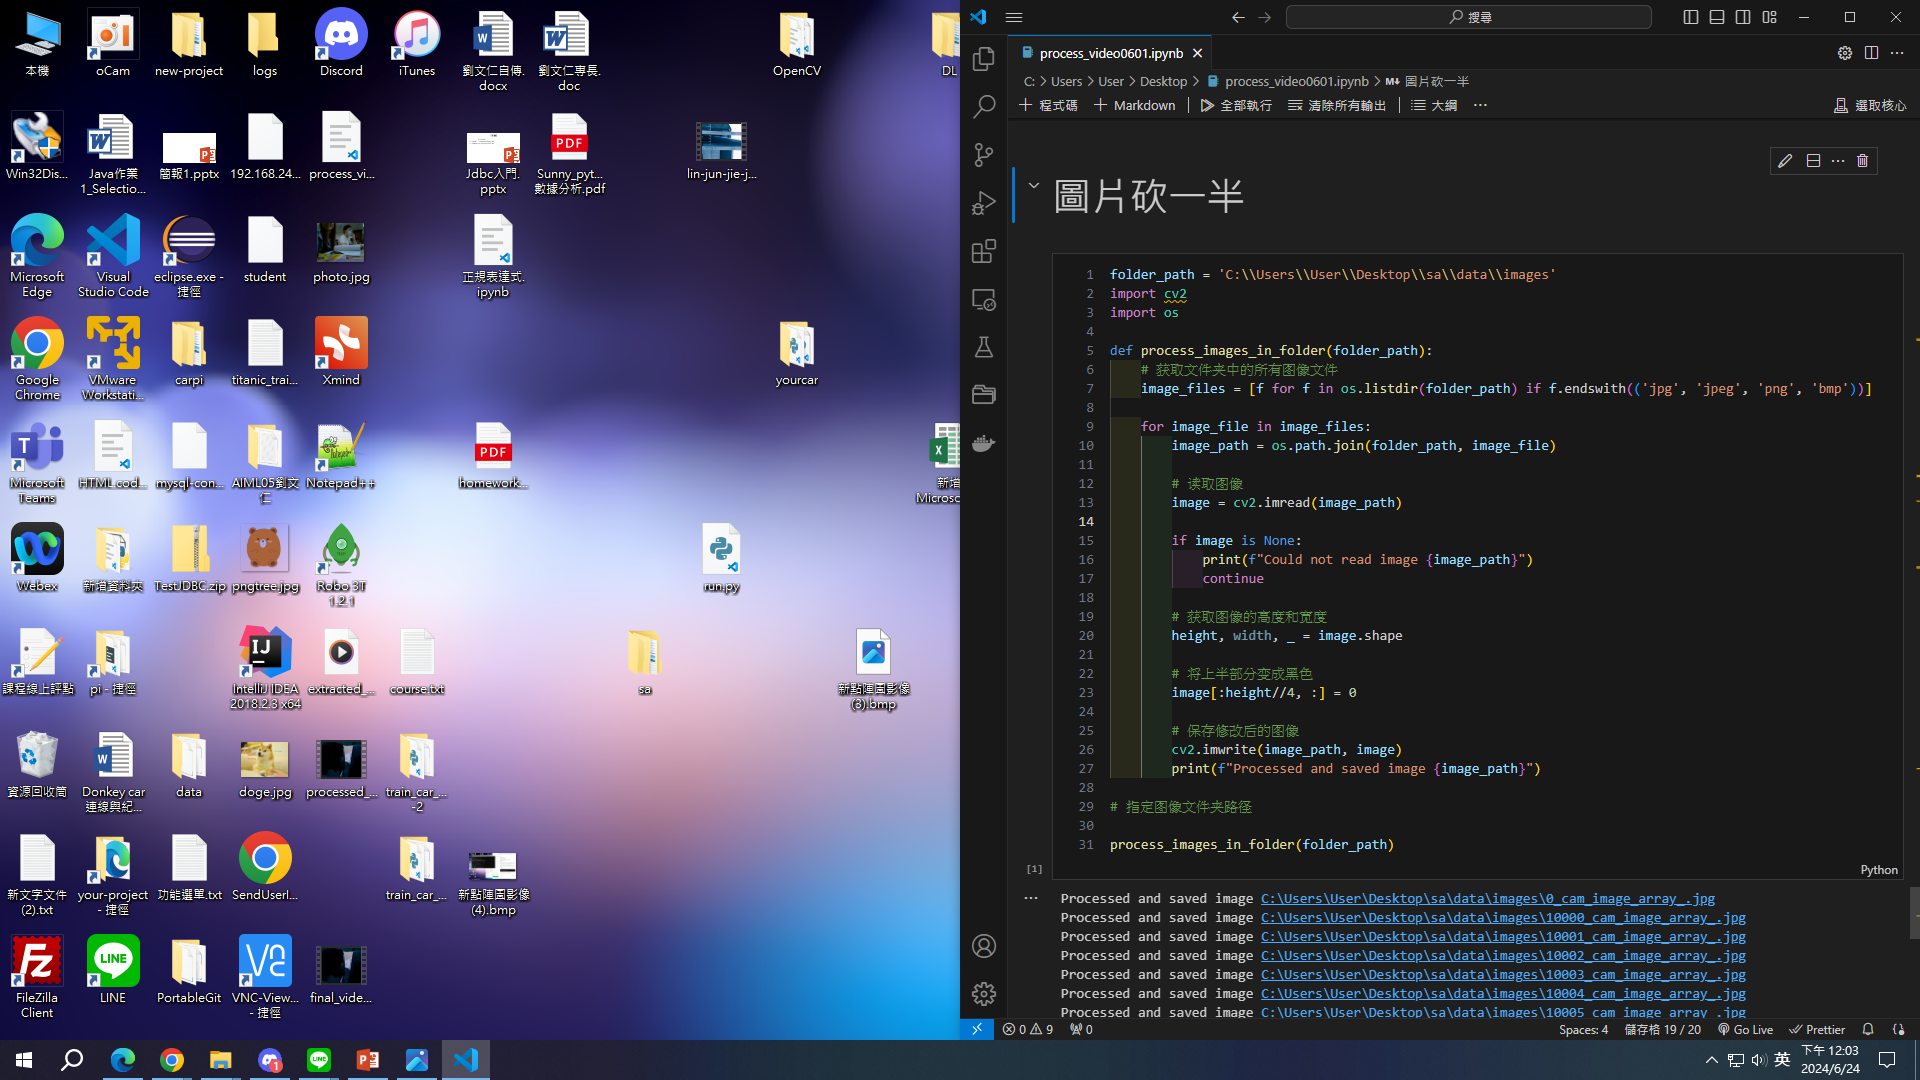 本機
oCam
new-project
logs
Discord
iTunes
劉文仁自傳.
docx
劉文仁專長.
doc
OpenCV
DL
Win32Dis...
Java作業
1_Selectio...
簡報1.pptx
192.168.24...
process_vi...
Jdbc入門.
pptx
Sunny_pyt...
數據分析.pdf
lin-jun-jie-j...
Microsoft
Edge
Visual
Studio Code
eclipse.exe -
捷徑
student
photo.jpg
正規表達式.
ipynb
Google
Chrome
VMware
Workstati...
carpi
titanic_trai...
Xmind
yourcar
Microsoft
Teams
HTML.cod...
mysql-con...
AIML05劉文
仁
Notepad++
homework...
新增
Microsc
Webex
新增資料夾
TestJDBC.zip
pngtree.jpg
Robo 3T
1.2.1
run.py
課程線上評點
pi - 捷徑
IntelliJ IDEA
2018.2.3 x64
extracted_...
course.txt
sa
新點陣圖影像
(3).bmp
資源回收筒
Donkey car
連線與紀...
data
doge.jpg
processed_...
train_car_...
-2
新文字文件
(2).txt
your-project
- 捷徑
功能選單.txt
SendUserI...
train_car_...
新點陣圖影像
(4).bmp
FileZilla
Client
LINE
PortableGit
VNC-View...
- 捷徑
final_vide...
搜尋
process_video0601.ipynb
C: > Users > User > Desktop > process_video0601.ipynb > M↓ 圖片砍一半
+ 程式碼 + Markdown 全部執行 清除所有輸出 大綱 ...
選取核心
圖片砍一半
1 folder_path = 'C:\\Users\\User\\Desktop\\sa\\data\\images'
2 import cv2
3 import os
4
5 def process_images_in_folder(folder_path):
6 # 获取文件夹中的所有图像文件
7 image_files = [f for f in os.listdir(folder_path) if f.endswith(('jpg', 'jpeg', 'png', 'bmp'))]
8
9 for image_file in image_files:
10 image_path = os.path.join(folder_path, image_file)
11
12 # 读取图像
13 image = cv2.imread(image_path)
14
15 if image is None:
16 print(f"Could not read image {image_path}")
17 continue
18
19 # 获取图像的高度和宽度
20 height, width, _ = image.shape
21
22 # 将上半部分变成黑色
23 image[:height//4, :] = 0
24
25 # 保存修改后的图像
26 cv2.imwrite(image_path, image)
27 print(f"Processed and saved image {image_path}")
28
29 # 指定图像文件夹路径
30
31 process_images_in_folder(folder_path)
[1]
Python
Processed and saved image C:\Users\User\Desktop\sa\data\images\0_cam_image_array_.jpg
Processed and saved image C:\Users\User\Desktop\sa\data\images\10000_cam_image_array_.jpg
Processed and saved image C:\Users\User\Desktop\sa\data\images\10001_cam_image_array_.jpg
Processed and saved image C:\Users\User\Desktop\sa\data\images\10002_cam_image_array_.jpg
Processed and saved image C:\Users\User\Desktop\sa\data\images\10003_cam_image_array_.jpg
Processed and saved image C:\Users\User\Desktop\sa\data\images\10004_cam_image_array_.jpg
Processed and saved image C:\Users\User\Desktop\sa\data\images\10005_cam_image_array_.jpg
0 9 0
Spaces: 4 儲存格 19 / 20 Go Live Prettier
英
下午 12:03
2024/6/24